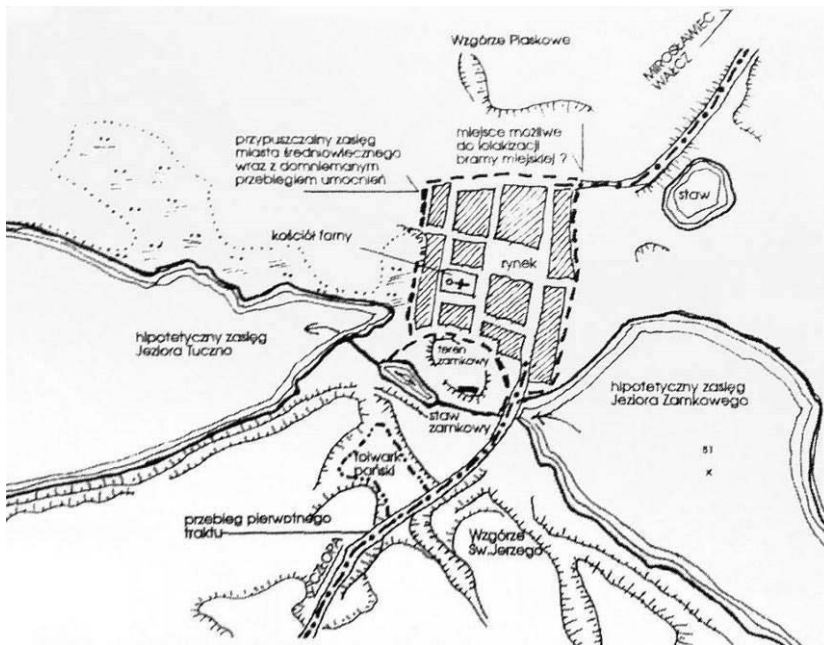 Wzgórze Piaskowe
MIROSŁAWIEC
WAŁCZ
przypuszczalny zasięg
miasta średniowiecznego
wraz z domniemanym
przebiegiem umocnień
miejsce możliwe
do lolakizacji
bramy miejskiej ?
staw
kościół farny
rynek
hipotetyczny zasięg
Jeziora Tuczno
teren
zamkowy
hipotetyczny zasięg
Jeziora Zamkowego
staw
zamkowy
81
x
folwark
pański
przebieg pierwotnego
traktu
CZŁOPA
Wzgórze
Św.Jerzego